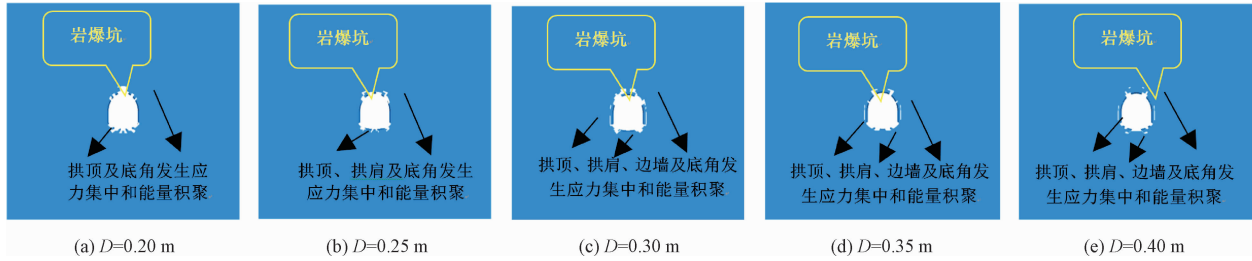 岩爆坑
拱顶及底角发生应
力集中和能量积聚
(a) D=0.20 m
岩爆坑
拱顶、拱肩及底角发生
应力集中和能量积聚
(b) D=0.25 m
岩爆坑
拱顶、拱肩、边墙及底角发
生应力集中和能量积聚
(c) D=0.30 m
岩爆坑
拱顶、拱肩、边墙及底角发
生应力集中和能量积聚
(d) D=0.35 m
岩爆坑
拱顶、拱肩、边墙及底角发
生应力集中和能量积聚
(e) D=0.40 m